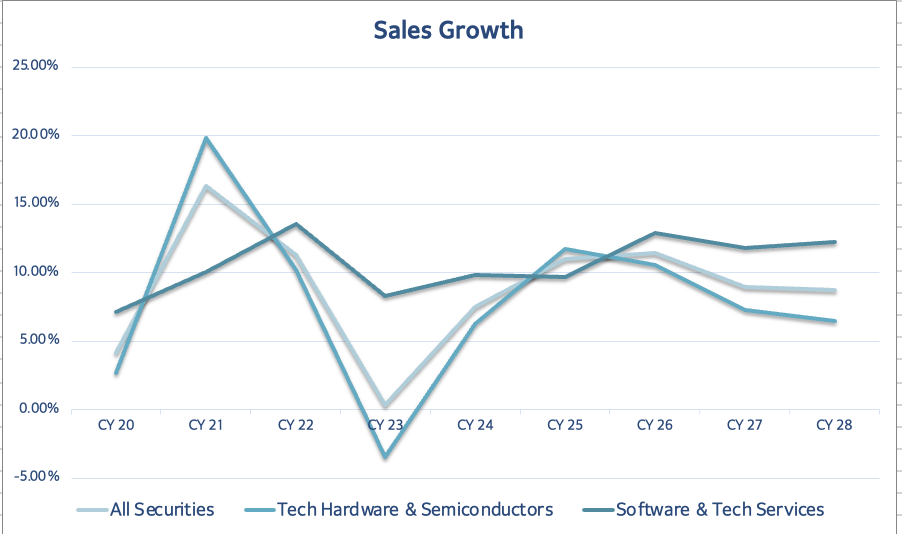 Sales Growth
25.00%
20.00%
15.00%
10.00%
5.00%
0.00%
CY 20 CY 21 CY 22 CY 23 CY 24 CY 25 CY 26 CY 27 CY 28
-5.00%
All Securities Tech Hardware & Semiconductors Software & Tech Services